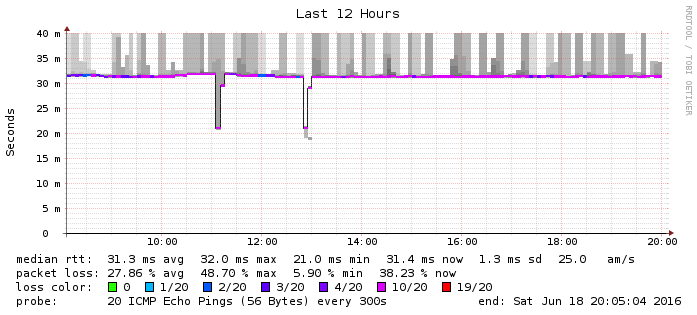 Last 12 Hours
RRDTOOL / TOBI OETIKER
Seconds
40 m
35 m
30 m
25 m
20 m
15 m
10 m
5 m
0
10:00 12:00 14:00 16:00 18:00 20:00
median rtt: 31.3 ms avg 32.0 ms max 21.0 ms min 31.4 ms now 1.3 ms sd 25.0 am/s
packet loss: 27.86 % avg 48.70 % max 5.90 % min 38.23 % now
loss color: 0 1/20 2/20 3/20 4/20 10/20 19/20
probe: 20 ICMP Echo Pings (56 Bytes) every 300s end: Sat Jun 18 20:05:04 2016